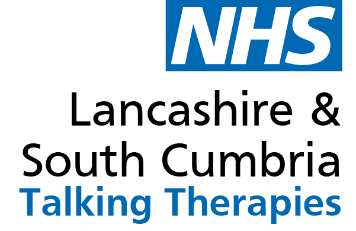 NHS
Lancashire &
South Cumbria
Talking Therapies